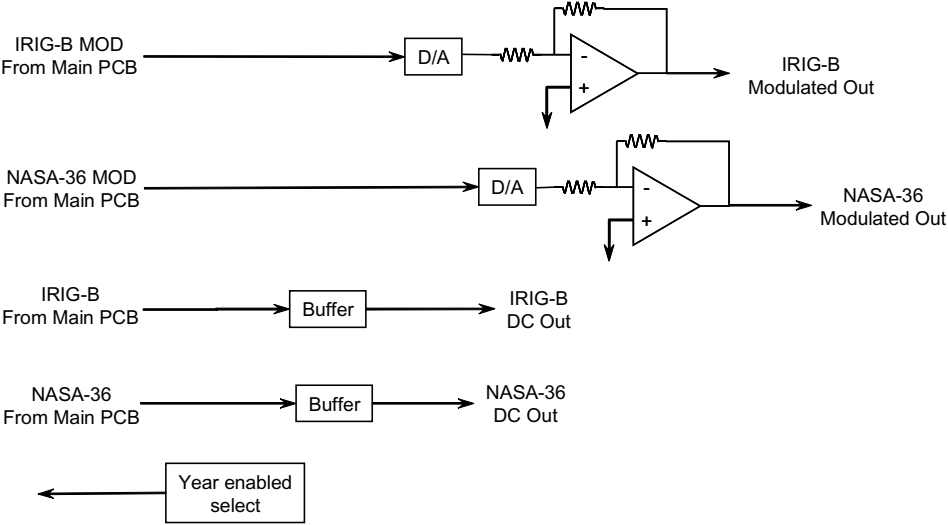 IRIG-B MOD
From Main PCB
D/A
-
+
IRIG-B
Modulated Out
NASA-36 MOD
From Main PCB
D/A
-
+
NASA-36
Modulated Out
IRIG-B
From Main PCB
Buffer
IRIG-B
DC Out
NASA-36
From Main PCB
Buffer
NASA-36
DC Out
Year enabled
select